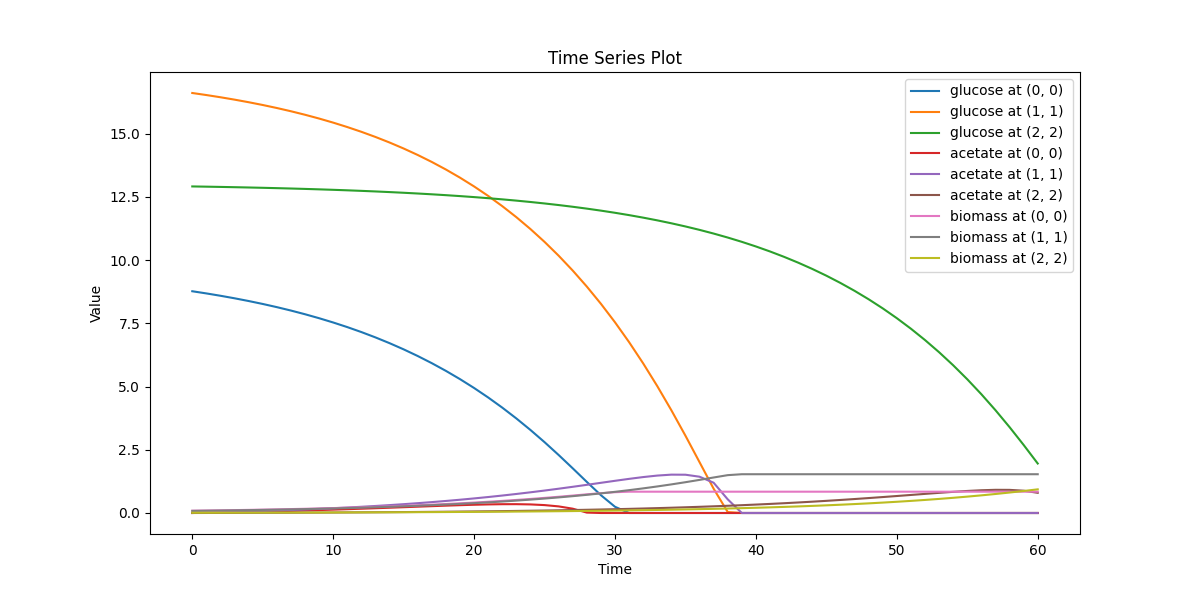 Time Series Plot
Value
15.0
12.5
10.0
7.5
5.0
2.5
0.0
glucose at (0, 0)
glucose at (1, 1)
glucose at (2, 2)
acetate at (0, 0)
acetate at (1, 1)
acetate at (2, 2)
biomass at (0, 0)
biomass at (1, 1)
biomass at (2, 2)
0 10 20 30 40 50 60
Time